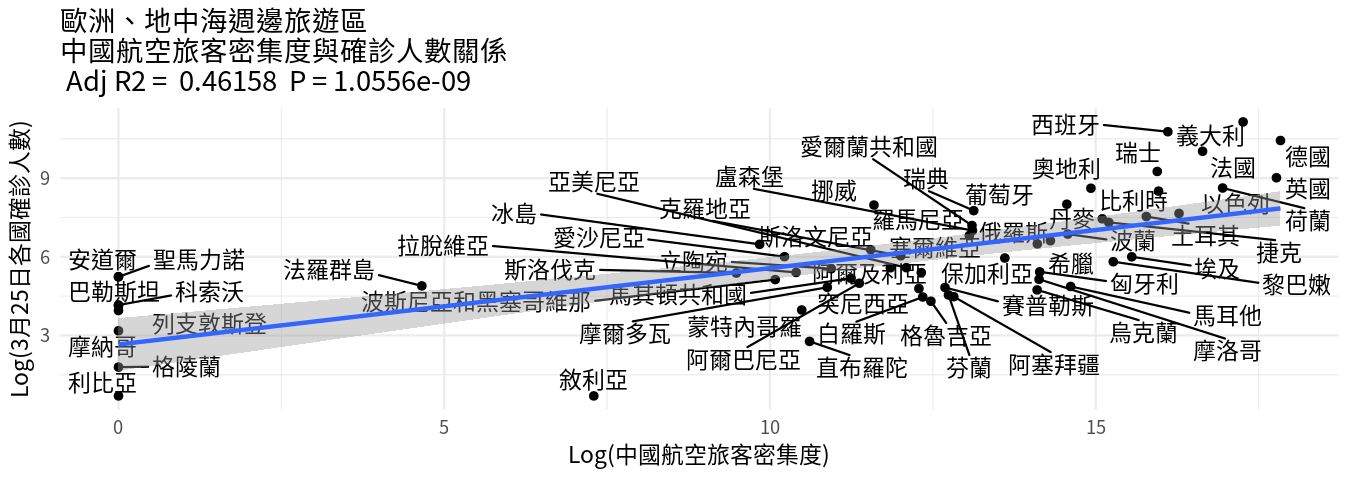 歐洲、地中海週邊旅遊區
中國航空旅客密集度與確診人數關係
Adj R2 = 0.46158 P = 1.0556e-09
Log(3月25日各國確診人數)
9
6
3
西班牙
義大利
愛爾蘭共和國
瑞士
德國
奧地利
法國
亞美尼亞
盧森堡
挪威
瑞典
葡萄牙
比利時
英國
以色列
冰島
克羅地亞
羅馬尼亞
丹麥
荷蘭
拉脫維亞
愛沙尼亞
斯洛文尼亞
塞爾維亞
俄羅斯
波蘭
土耳其
捷克
安道爾
聖馬力諾
法羅群島
斯洛伐克
立陶宛
阿爾及利亞
保加利亞
希臘
埃及
巴勒斯坦
科索沃
波斯尼亞和黑塞哥維那
馬其頓共和國
突尼西亞
賽普勒斯
匈牙利
黎巴嫩
列支敦斯登
摩爾多瓦
蒙特內哥羅
白羅斯
格魯吉亞
烏克蘭
馬耳他
摩納哥
格陵蘭
阿爾巴尼亞
直布羅陀
芬蘭
阿塞拜疆
摩洛哥
利比亞
敘利亞
0
5
10
15
Log(中國航空旅客密集度)